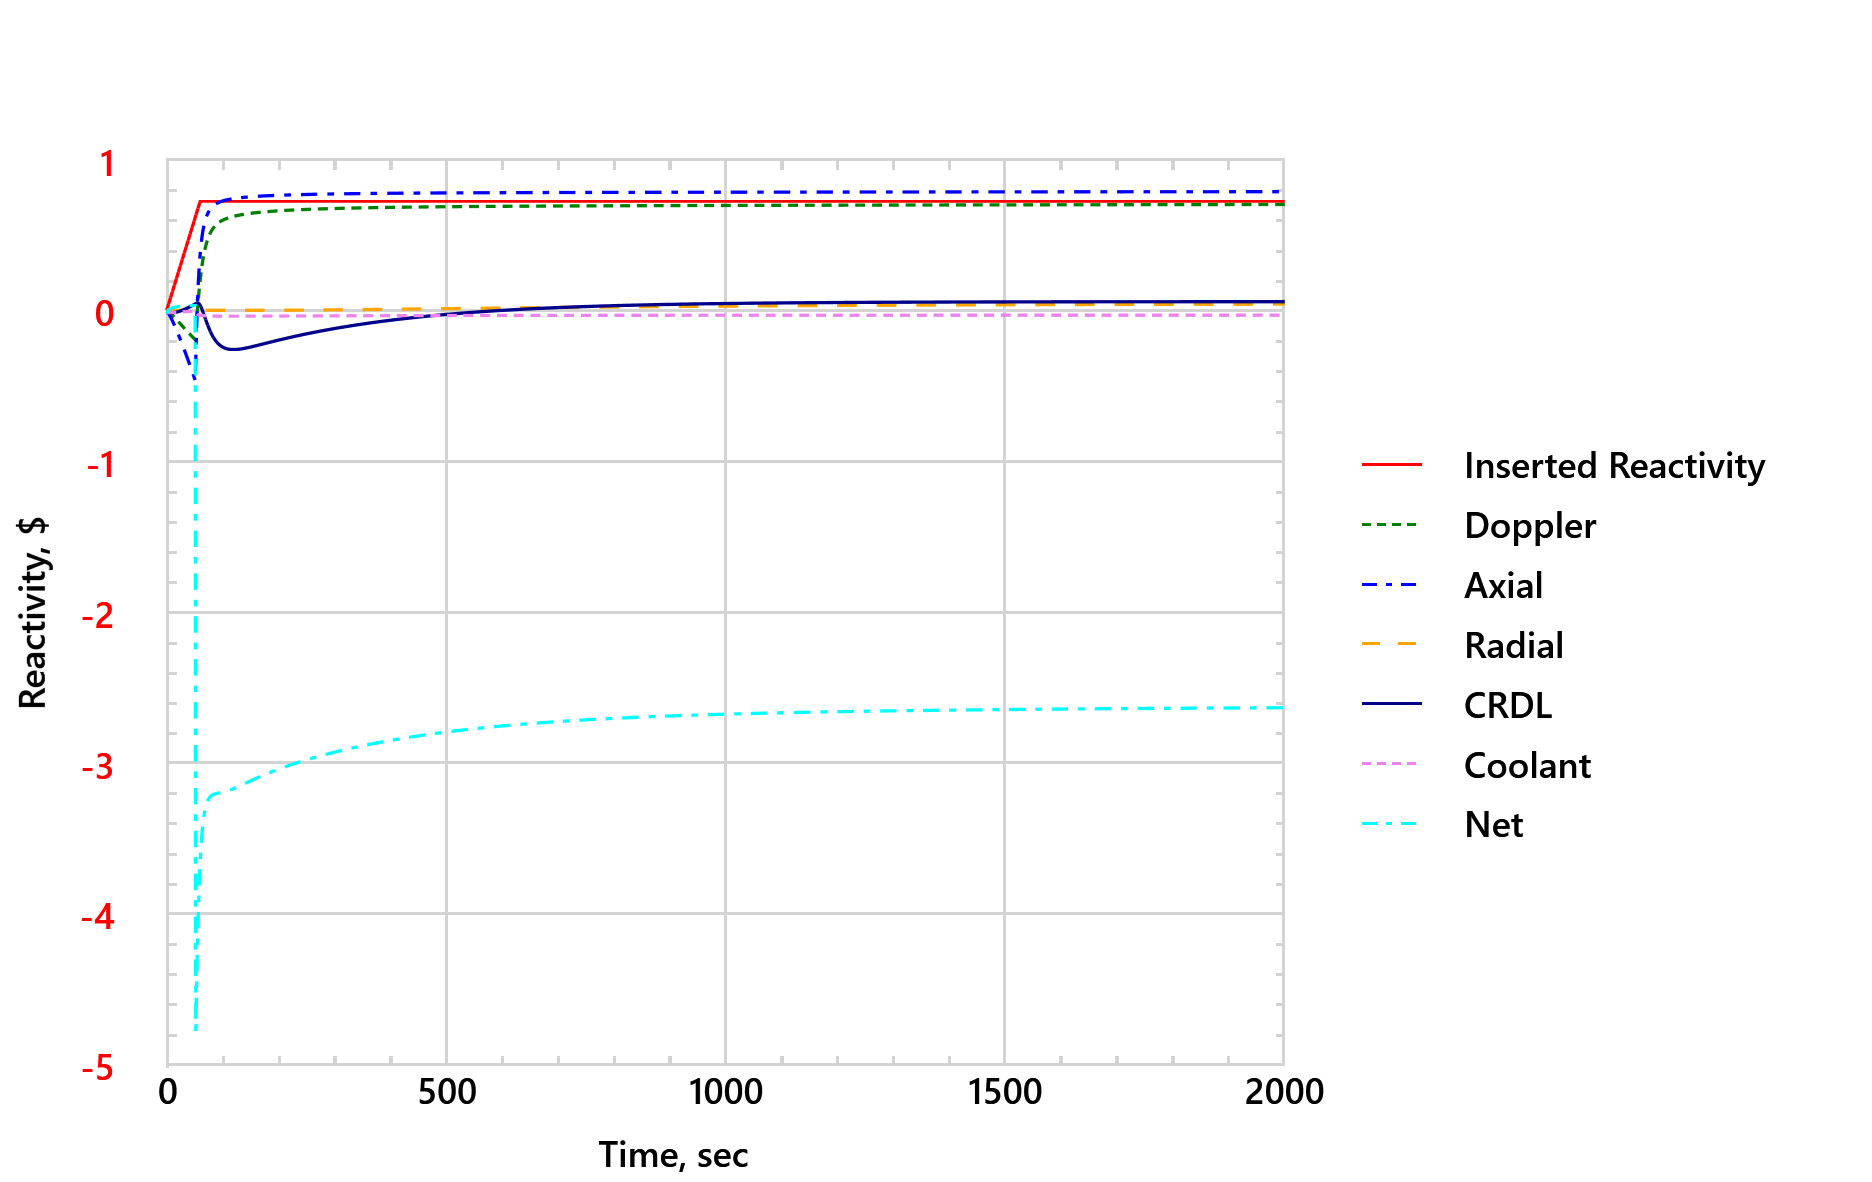 1
0
-1
-2
-3
-4
-5
Reactivity, $
0 500 1000 1500 2000
Time, sec
Inserted Reactivity
Doppler
Axial
Radial
CRDL
Coolant
Net